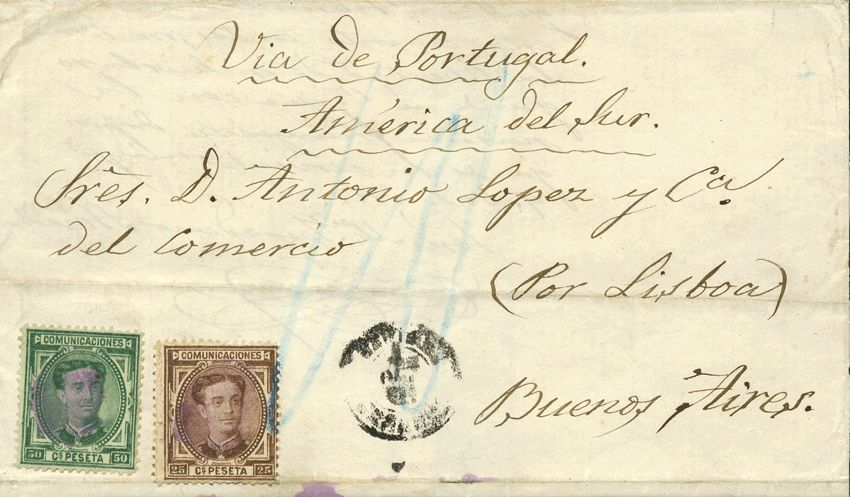 Via de Portugal.
América del Sur.
Sres. D. Antonio Lopez y Ca.
del Comercio
(Por Lisboa)
Buenos Aires.
COMUNICACIONES
50 Cs PESETA 50
COMUNICACIONES
25 Cs PESETA 25